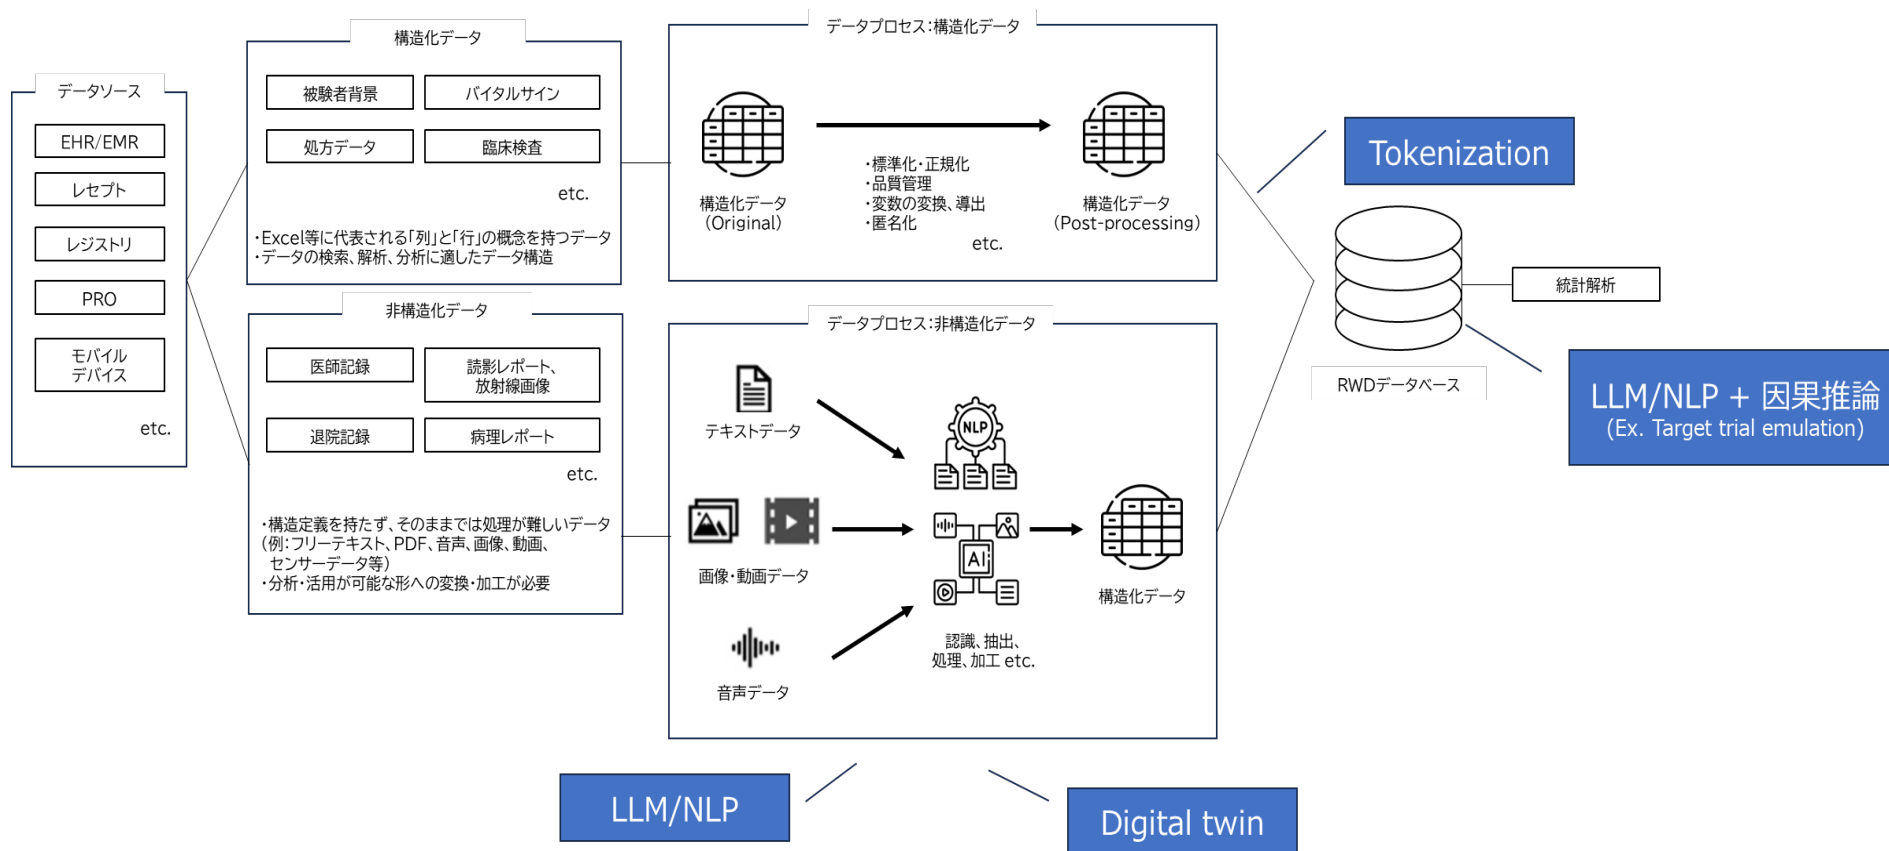 データソース
EHR/EMR
レセプト
レジストリ
PRO
モバイル
デバイス
etc.
構造化データ
被験者背景
バイタルサイン
処方データ
臨床検査
etc.
・Excel等に代表される「列」と「行」の概念を持つデータ
・データの検索、解析、分析に適したデータ構造
非構造化データ
医師記録
読影レポート、
放射線画像
退院記録
病理レポート
etc.
・構造定義を持たず、そのままでは処理が難しいデータ
(例：フリーテキスト、PDF、音声、画像、動画、
センサーデータ等)
・分析・活用が可能な形への変換・加工が必要
データプロセス：構造化データ
構造化データ
(Original)
・標準化・正規化
・品質管理
・変数の変換、導出
・匿名化
etc.
構造化データ
(Post-processing)
データプロセス：非構造化データ
テキストデータ
画像・動画データ
音声データ
NLP
AI
認識、抽出、
処理、加工 etc.
構造化データ
Tokenization
RWDデータベース
統計解析
LLM/NLP + 因果推論
(Ex. Target trial emulation)
LLM/NLP
Digital twin